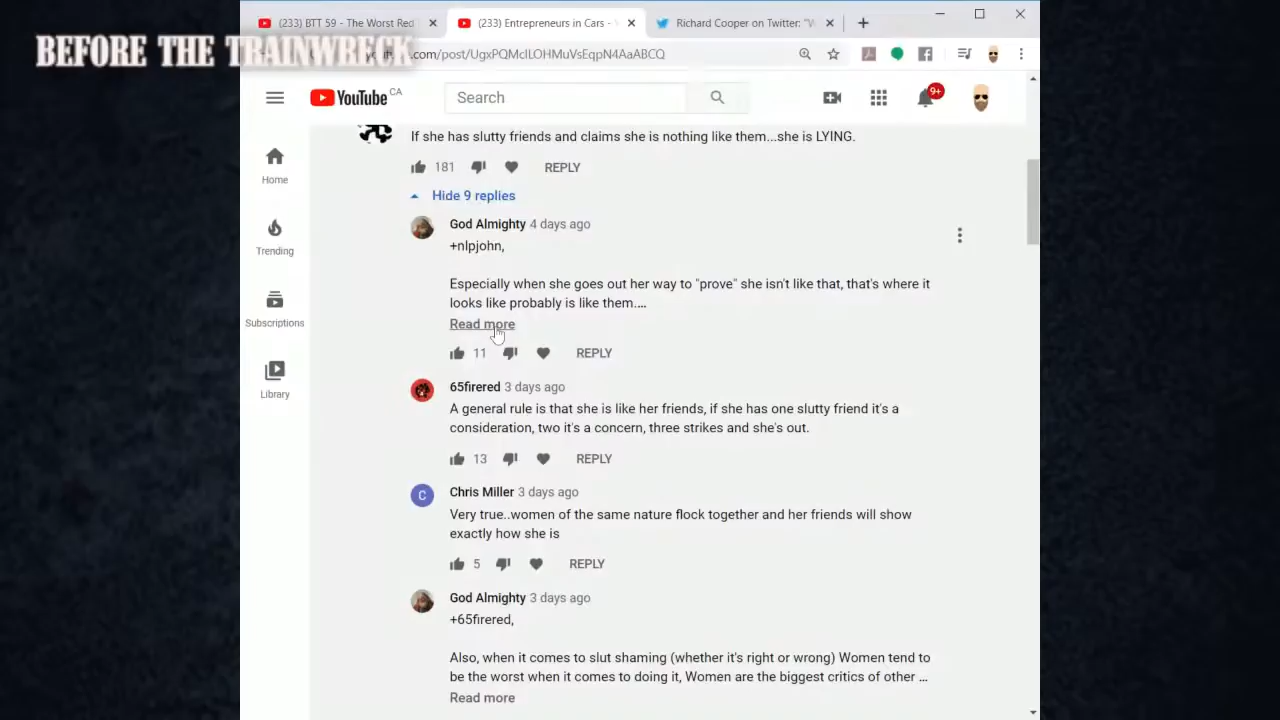 (233) BTT 59 - The Worst Red
(233) Entrepreneurs in Cars - 
Richard Cooper on Twitter: "W
BEFORE THE TRAINWRECK
.com/post/UgxPQMclLOHMuVsEqpN4AaABCQ
YouTube CA
Search
9+
If she has slutty friends and claims she is nothing like them...she is LYING.
181 REPLY
Hide 9 replies
Home
God Almighty 4 days ago
+nlpjohn,
Trending
Especially when she goes out her way to "prove" she isn't like that, that's where it
looks like probably is like them....
Read more
Subscriptions
11 REPLY
65firered 3 days ago
Library
A general rule is that she is like her friends, if she has one slutty friend it's a
consideration, two it's a concern, three strikes and she's out.
13 REPLY
C
Chris Miller 3 days ago
Very true..women of the same nature flock together and her friends will show
exactly how she is
5 REPLY
God Almighty 3 days ago
+65firered,
Also, when it comes to slut shaming (whether it's right or wrong) Women tend to
be the worst when it comes to doing it, Women are the biggest critics of other ...
Read more